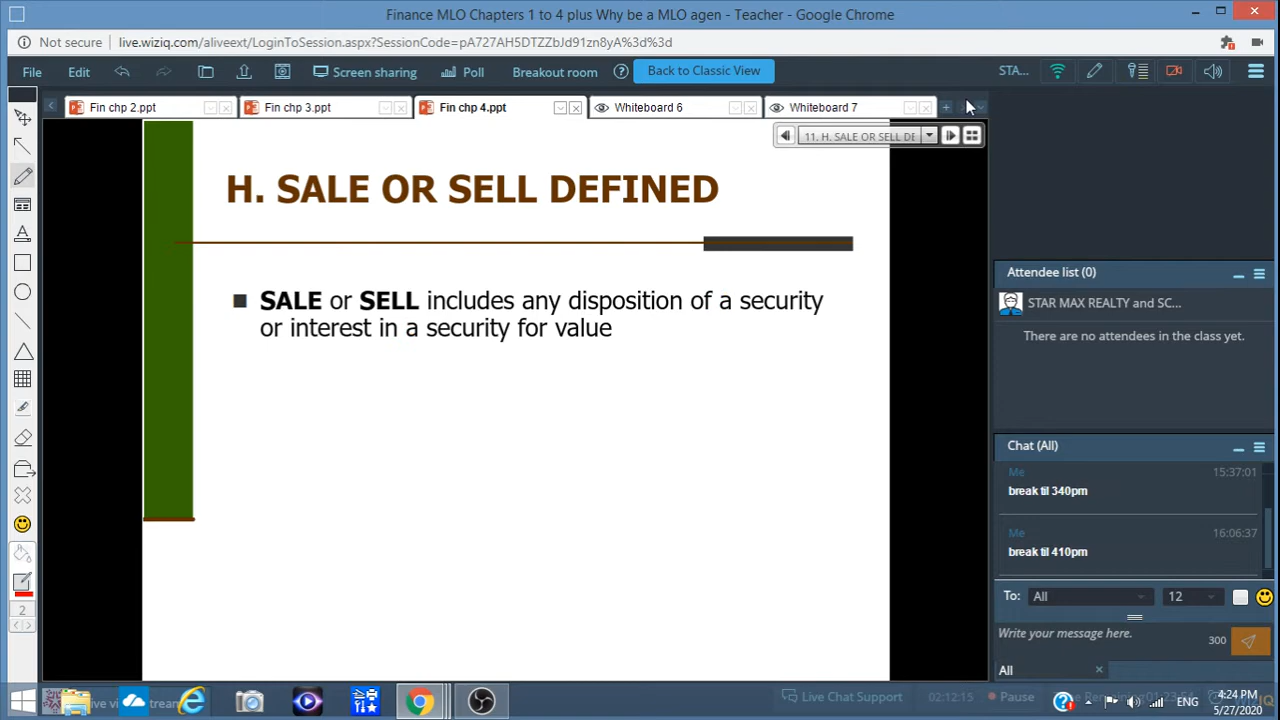 Finance MLO Chapters 1 to 4 plus Why be a MLO agen - Teacher - Google Chrome
Not secure
live.wiziq.com/aliveext/LoginToSession.aspx?SessionCode=pA727AH5DTZZbJd91zn8yA%3d%3d
File Edit Screen sharing Poll Breakout room ? Back to Classic View STA...
Fin chp 2.ppt Fin chp 3.ppt Fin chp 4.ppt Whiteboard 6 Whiteboard 7
11. H. SALE OR SELL DE
H. SALE OR SELL DEFINED
SALE or SELL includes any disposition of a security
or interest in a security for value
Attendee list (0)
STAR MAX REALTY and SC...
There are no attendees in the class yet.
Chat (All)
Me 15:37:01
break til 340pm
Me 16:06:37
break til 410pm
To: All 12
Write your message here. 300
All
2
Live Chat Support 02:12:15 Pause
ENG
4:24 PM
5/27/2020